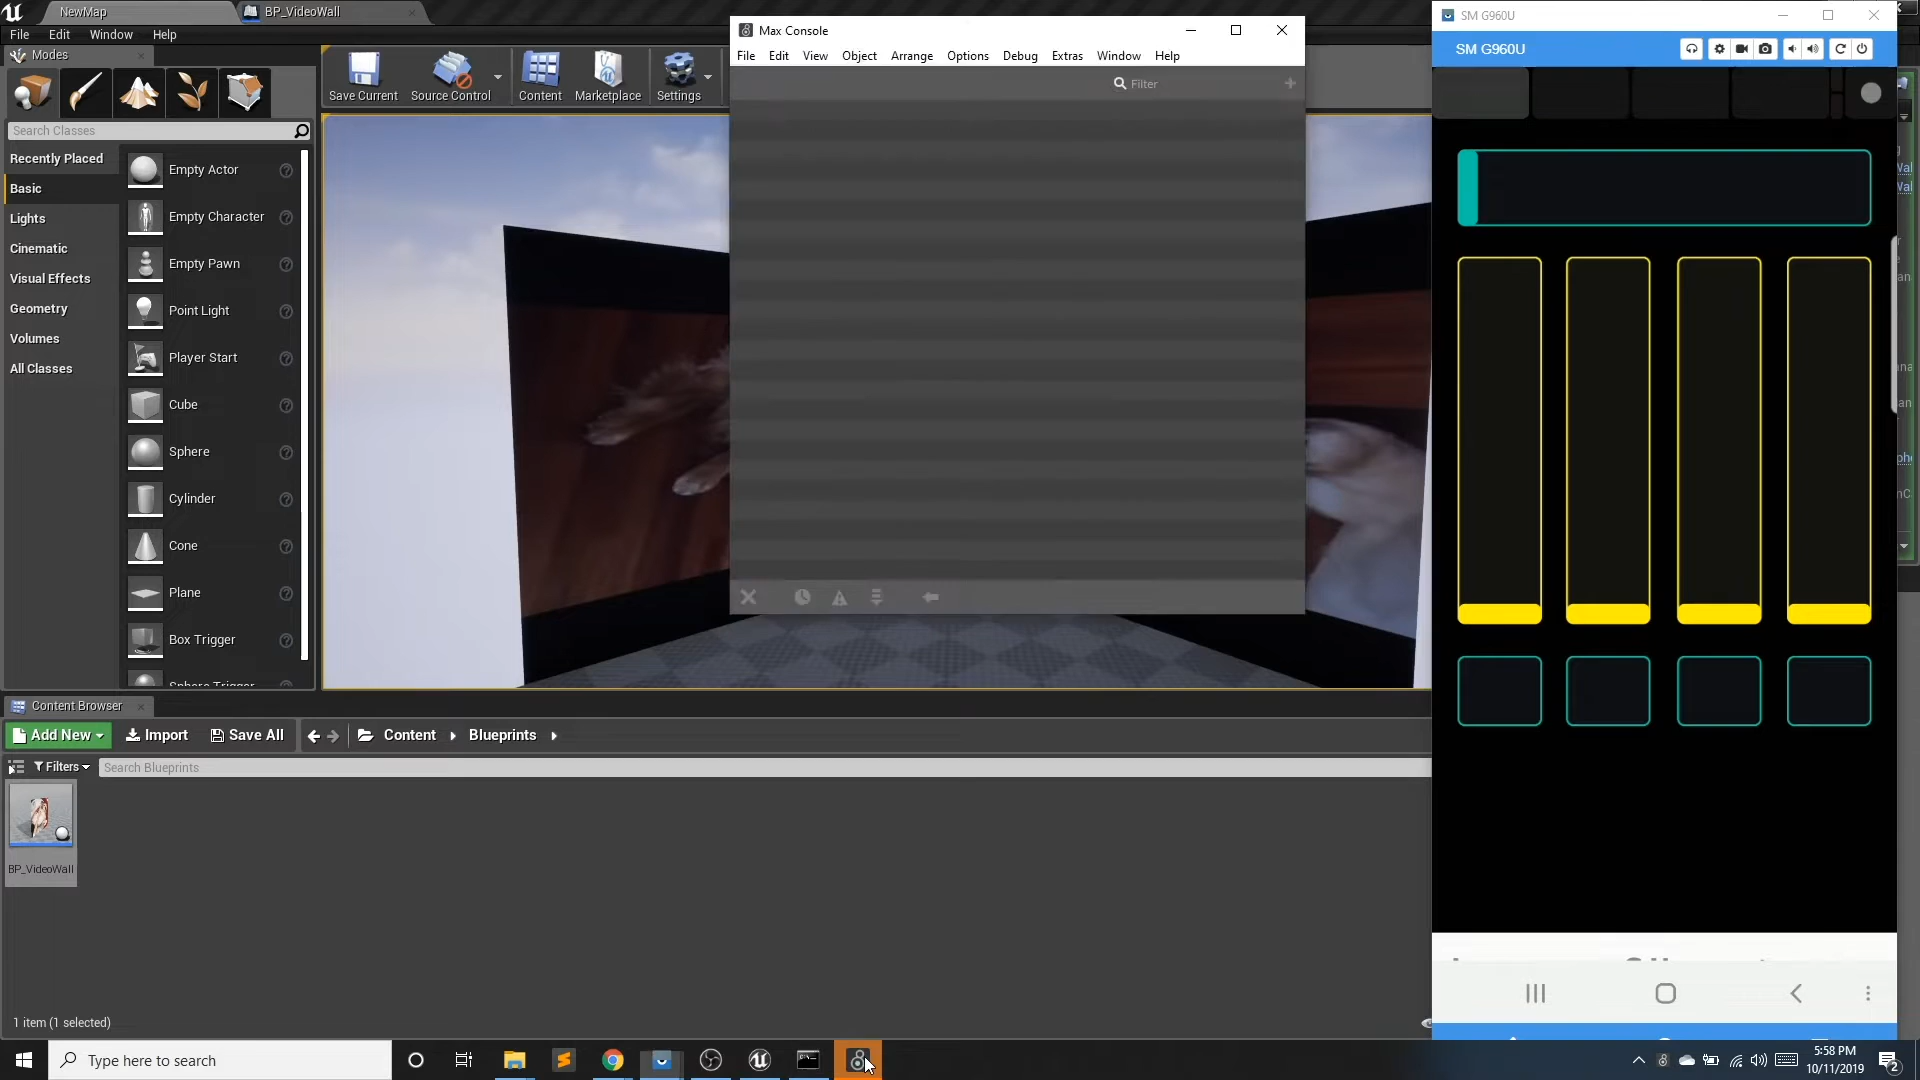 NewMap
BP_VideoWall
File Edit Window Help
Modes
Save Current
Source Control
Content
Marketplace
Settings
Search Classes
Recently Placed
Basic
Lights
Cinematic
Visual Effects
Geometry
Volumes
All Classes
Empty Actor
Empty Character
Empty Pawn
Point Light
Player Start
Cube
Sphere
Cylinder
Cone
Plane
Box Trigger
Sphere Trigger
Max Console
File Edit View Object Arrange Options Debug Extras Window Help
Filter
SM G960U
SM G960U
Content Browser
Add New Import Save All Content Blueprints
Filters Search Blueprints
BP_VideoWall
1 item (1 selected)
Type here to search
5:58 PM
10/11/2019
2